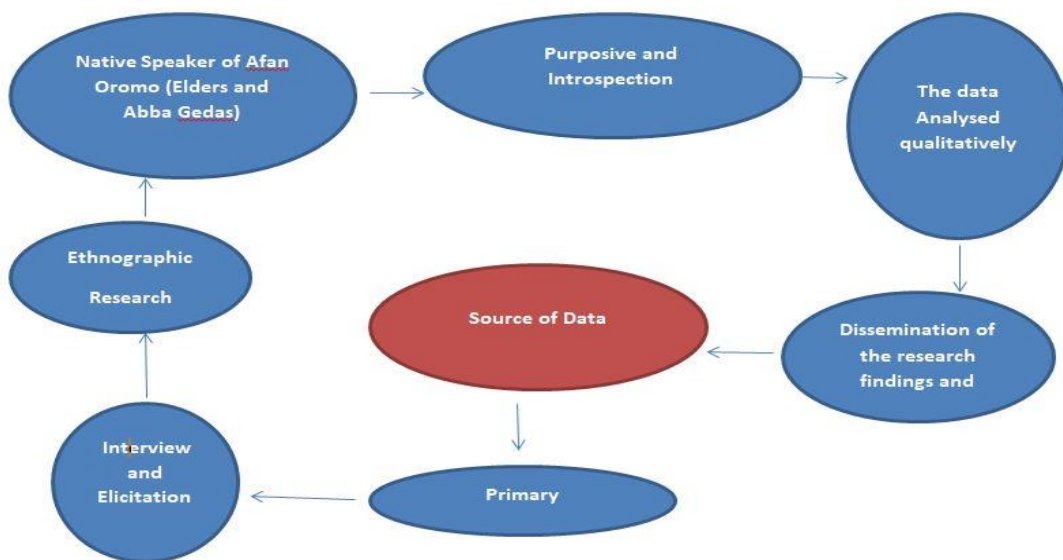 Native Speaker of Afan
Oromo (Elders and
Abba Gedas)
Purposive and
Introspection
The data
Analysed
qualitatively
Ethnographic
Research
Source of Data
Dissemination of
the research
findings and
Interview
and
Elicitation
Primary